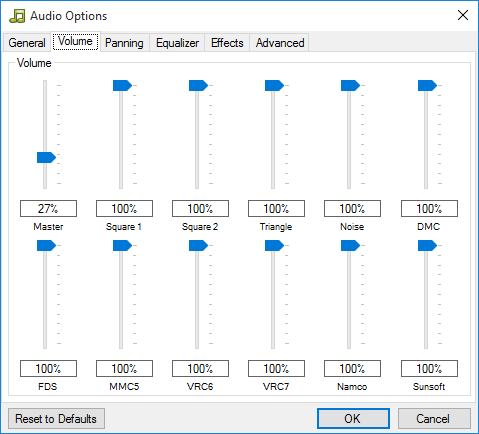 Audio Options
General Volume Panning Equalizer Effects Advanced
Volume
27% 100% 100% 100% 100% 100%
Master Square 1 Square 2 Triangle Noise DMC
100% 100% 100% 100% 100% 100%
FDS MMC5 VRC6 VRC7 Namco Sunsoft
Reset to Defaults OK Cancel